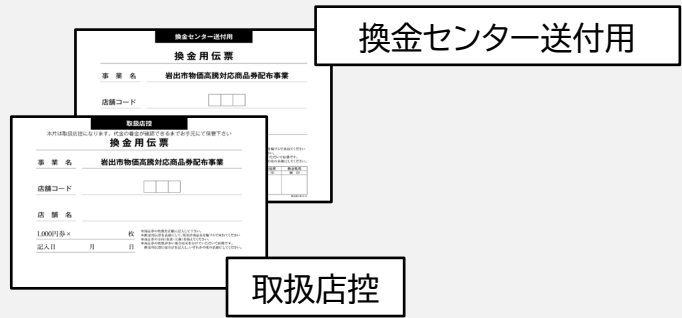 換金センター送付用
換金センター送付用
換金用伝票
事業名 岩出市物価高騰対応商品券配布事業
店舗コード
取扱店控
本片は取扱店控になります。代金の着金が確認できるまでお手元にて保管下さい
換金用伝票
事業名 岩出市物価高騰対応商品券配布事業
店舗コード
店舗名
1,000円券× 枚
記入日 月 日
取扱店控